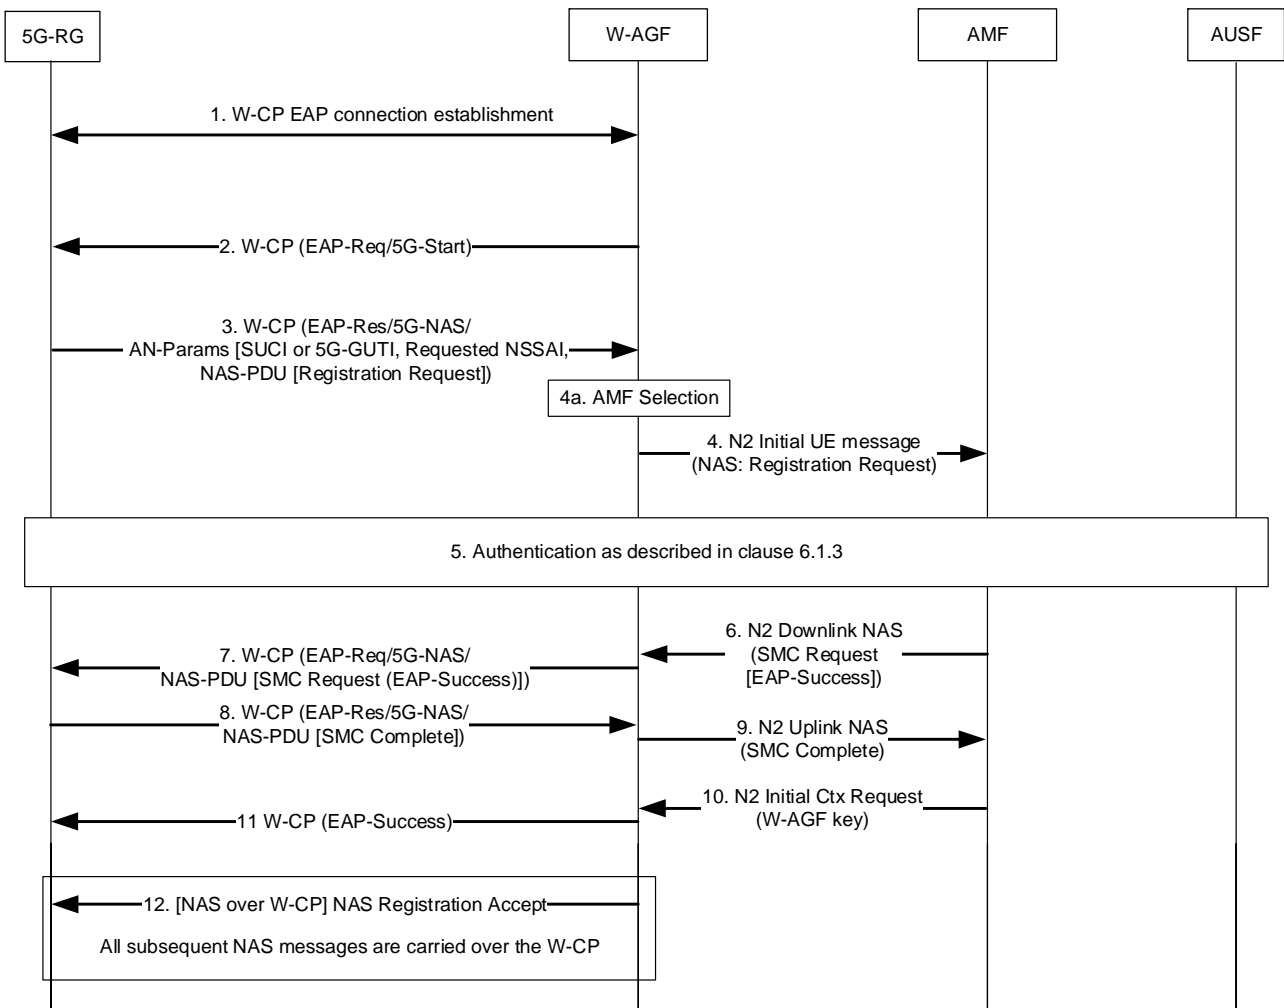 5G-RG
W-AGF
AMF
AUSF
1. W-CP EAP connection establishment
2. W-CP (EAP-Req/5G-Start)
3. W-CP (EAP-Res/5G-NAS/
AN-Params [SUCI or 5G-GUTI, Requested NSSAI,
NAS-PDU [Registration Request])
4a. AMF Selection
4. N2 Initial UE message
(NAS: Registration Request)
5. Authentication as described in clause 6.1.3
6. N2 Downlink NAS
(SMC Request
[EAP-Success])
7. W-CP (EAP-Req/5G-NAS/
NAS-PDU [SMC Request (EAP-Success)])
8. W-CP (EAP-Res/5G-NAS/
NAS-PDU [SMC Complete])
9. N2 Uplink NAS
(SMC Complete)
10. N2 Initial Ctx Request
(W-AGF key)
11 W-CP (EAP-Success)
12. [NAS over W-CP] NAS Registration Accept
All subsequent NAS messages are carried over the W-CP